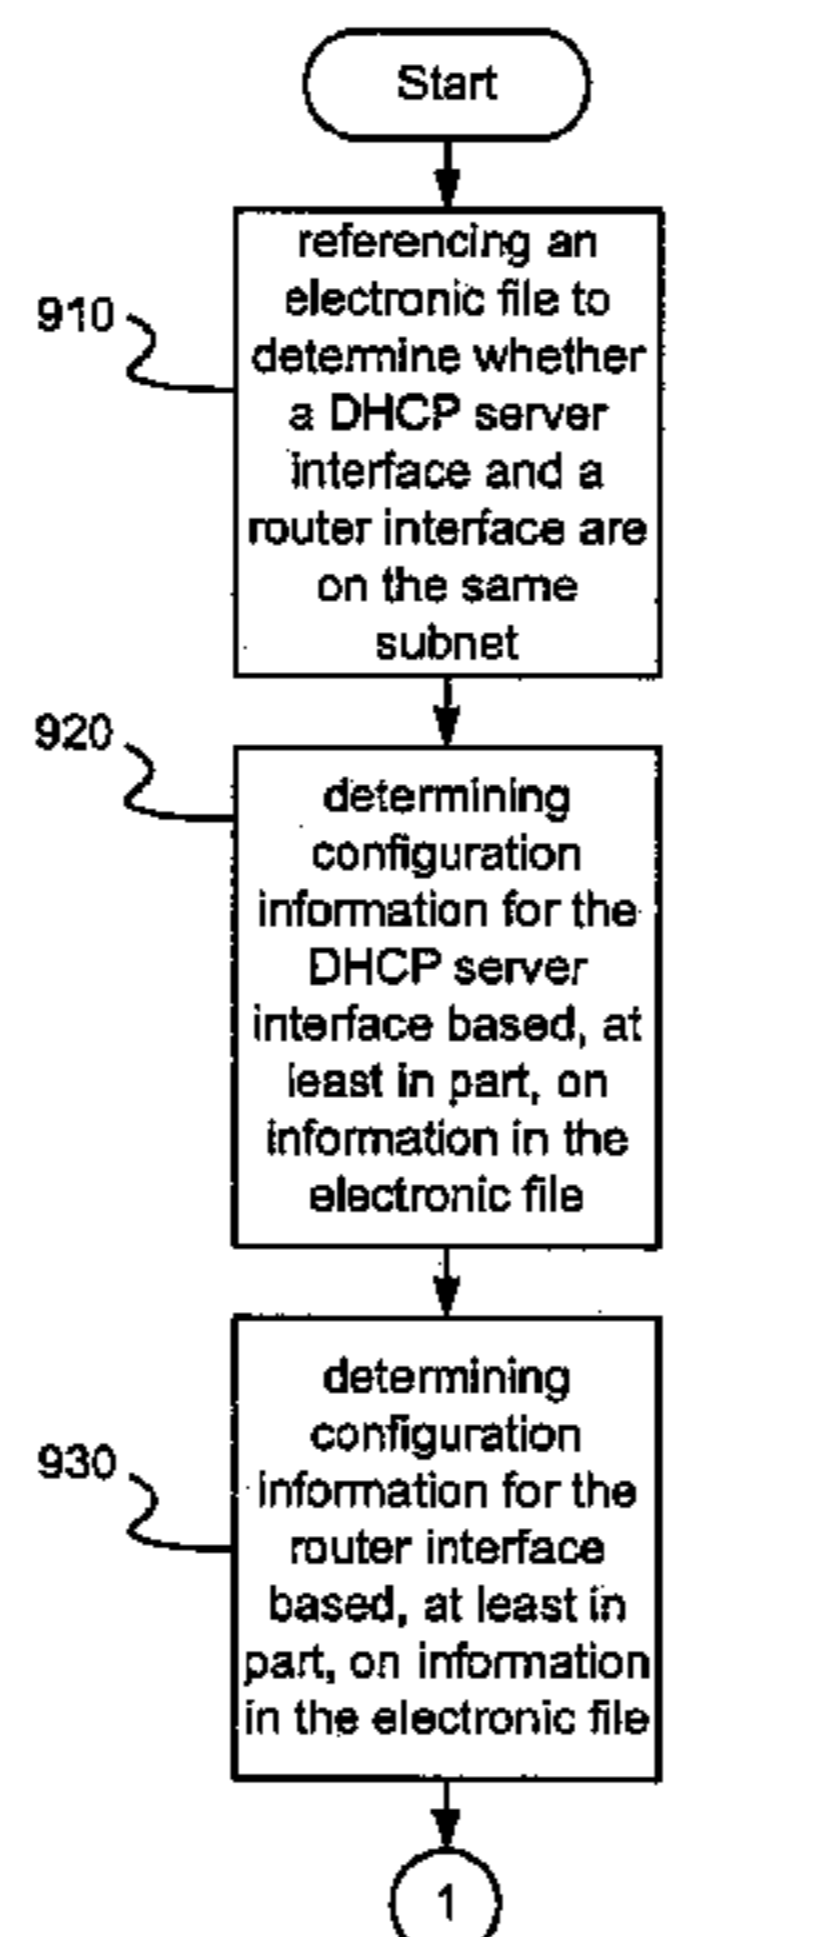 Start
referencing an
electronic file to
determine whether
a DHCP server
interface and a
router interface are
on the same
subnet
910
determining
configuration
information for the
DHCP server
interface based, at
least in part, on
information in the
electronic file
920
determining
configuration
information for the
router interface
based, at least in
part, on information
in the electronic file
930
1